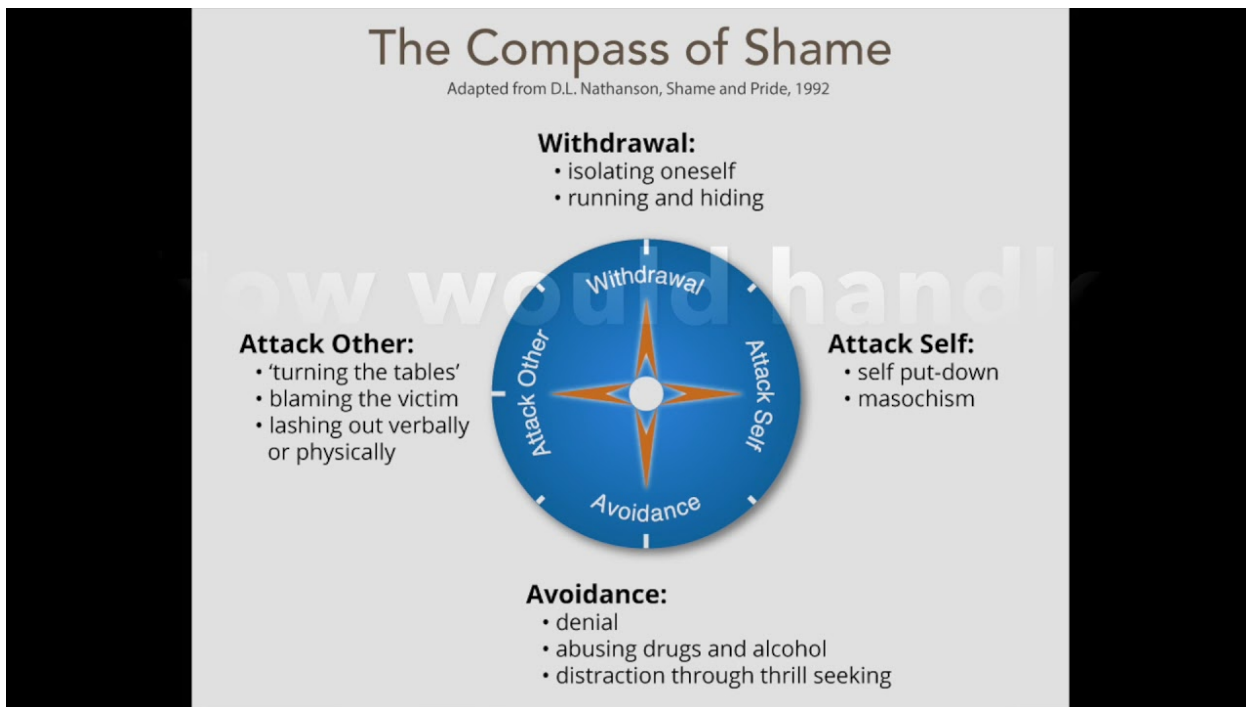 The Compass of Shame
Adapted from D.L. Nathanson, Shame and Pride, 1992
Withdrawal:
• isolating oneself
• running and hiding
would handl
Attack Other:
• ‘turning the tables’
• blaming the victim
• lashing out verbally
or physically
Withdrawal
Attack Other
Attack Self
Avoidance
Attack Self:
• self put-down
• masochism
Avoidance:
• denial
• abusing drugs and alcohol
• distraction through thrill seeking